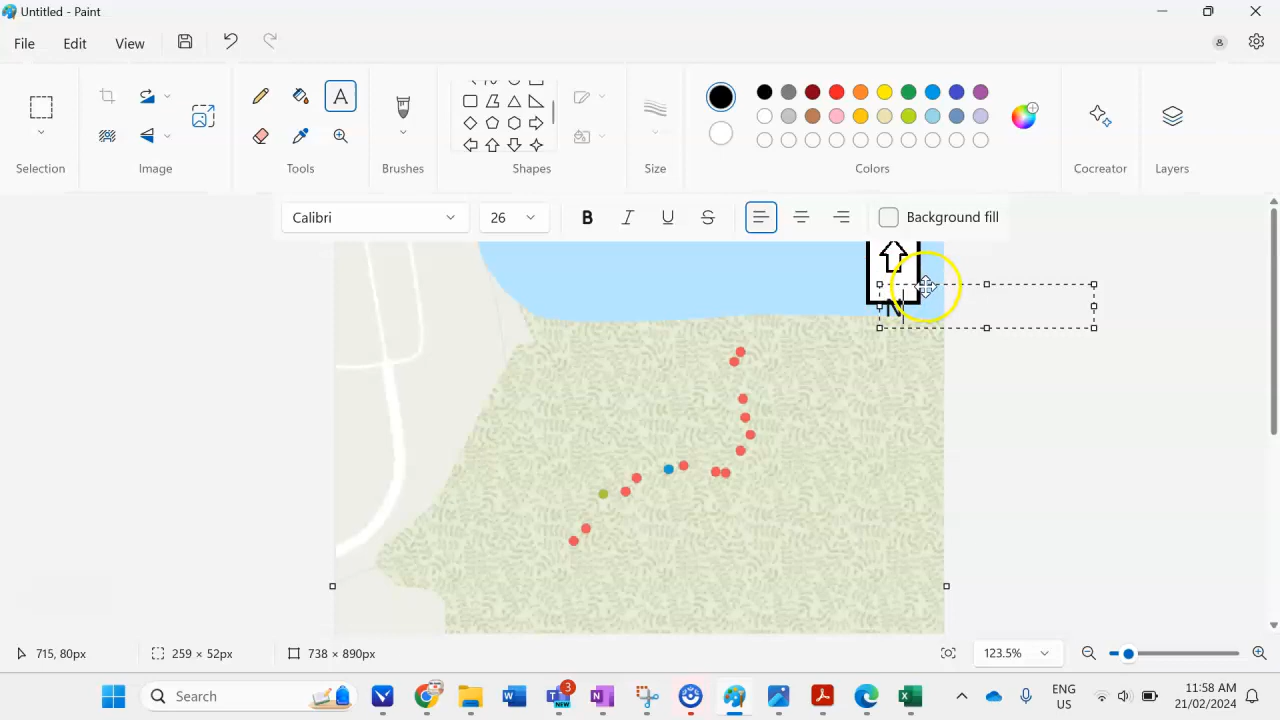 Untitled - Paint
File Edit View
Selection Image Tools Brushes Shapes Size Colors Cocreator Layers
Calibri 26 B I U S Background fill
N
715, 80px 259 × 52px 738 × 890px 123.5%
Search 3 ENG US 11:58 AM 21/02/2024